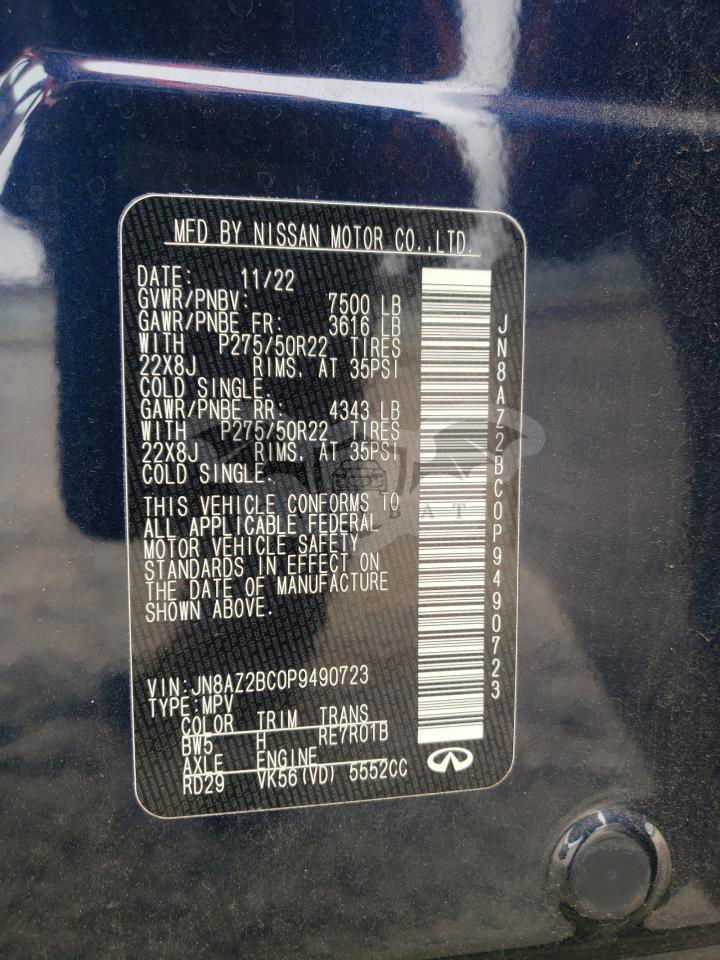 MFD BY NISSAN MOTOR CO.,LTD.
DATE: 11/22
GVWR/PNBV: 7500 LB
GAWR/PNBE FR: 3616 LB
WITH P275/50R22 TIRES
22X8J RIMS, AT 35PSI
COLD SINGLE.
GAWR/PNBE RR: 4343 LB
WITH P275/50R22 TIRES
22X8J RIMS, AT 35PSI
COLD SINGLE.
THIS VEHICLE CONFORMS TO
ALL APPLICABLE FEDERAL
MOTOR VEHICLE SAFETY
STANDARDS IN EFFECT ON
THE DATE OF MANUFACTURE
SHOWN ABOVE.
VIN:JN8AZ2BC0P9490723
TYPE:MPV
COLOR TRIM TRANS
BW5 H RE7R01B
AXLE ENGINE
RD29 VK56(VD) 5552CC
JN8AZ2BC0P9490723